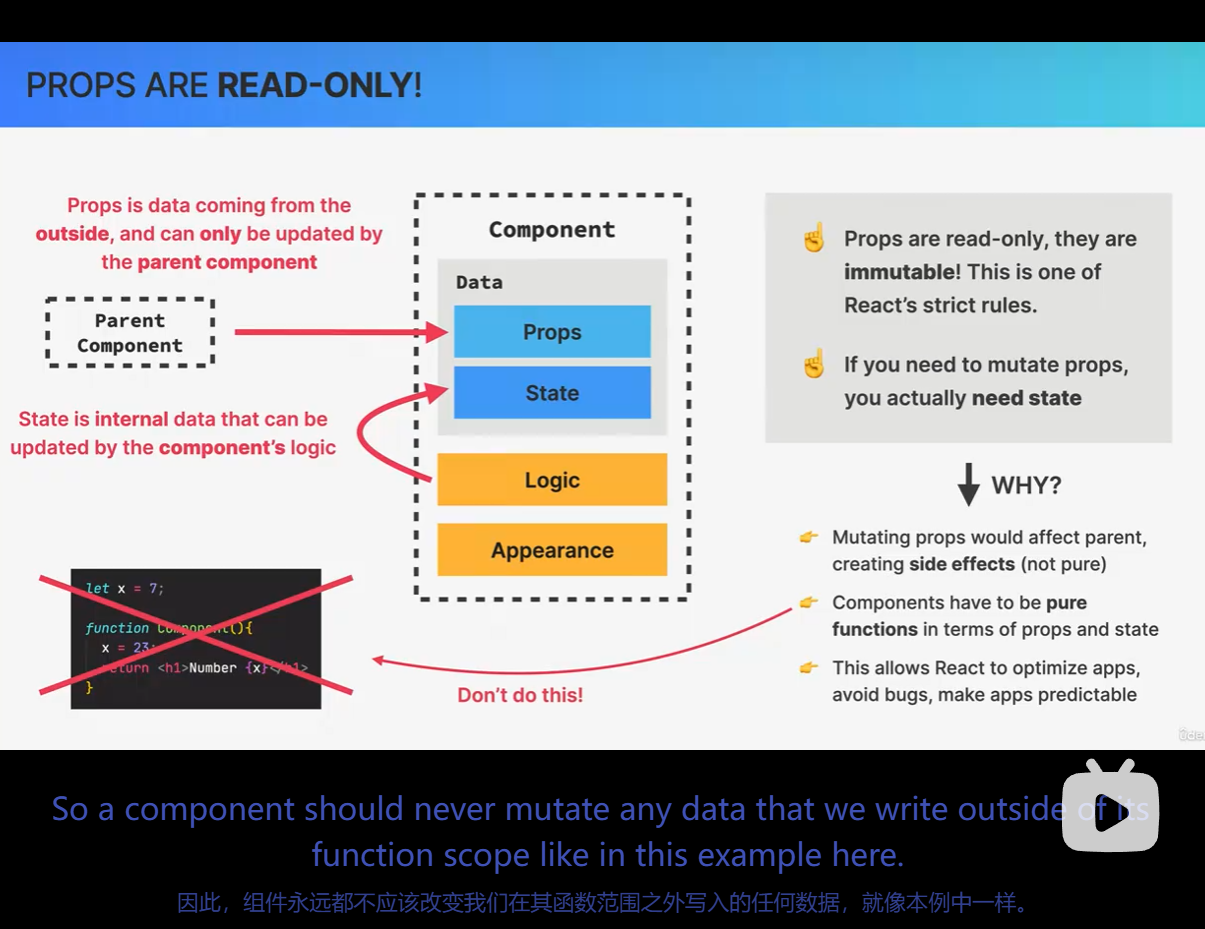 PROPS ARE READ-ONLY!
Props is data coming from the
outside, and can only be updated by
the parent component
Parent
Component
State is internal data that can be
updated by the component's logic
Component
Data
Props
State
Logic
Appearance
☝️ Props are read-only, they are
immutable! This is one of
React's strict rules.
☝️ If you need to mutate props,
you actually need state
WHY?
👉 Mutating props would affect parent,
creating side effects (not pure)
👉 Components have to be pure
functions in terms of props and state
👉 This allows React to optimize apps,
avoid bugs, make apps predictable
let x = 7;
function Component(){
x = 23;
return <h1>Number {x}</h1>
}
Don't do this!
So a component should never mutate any data that we write outside of its
function scope like in this example here.
因此，组件永远都不应该改变我们在其函数范围之外写入的任何数据，就像本例中一样。